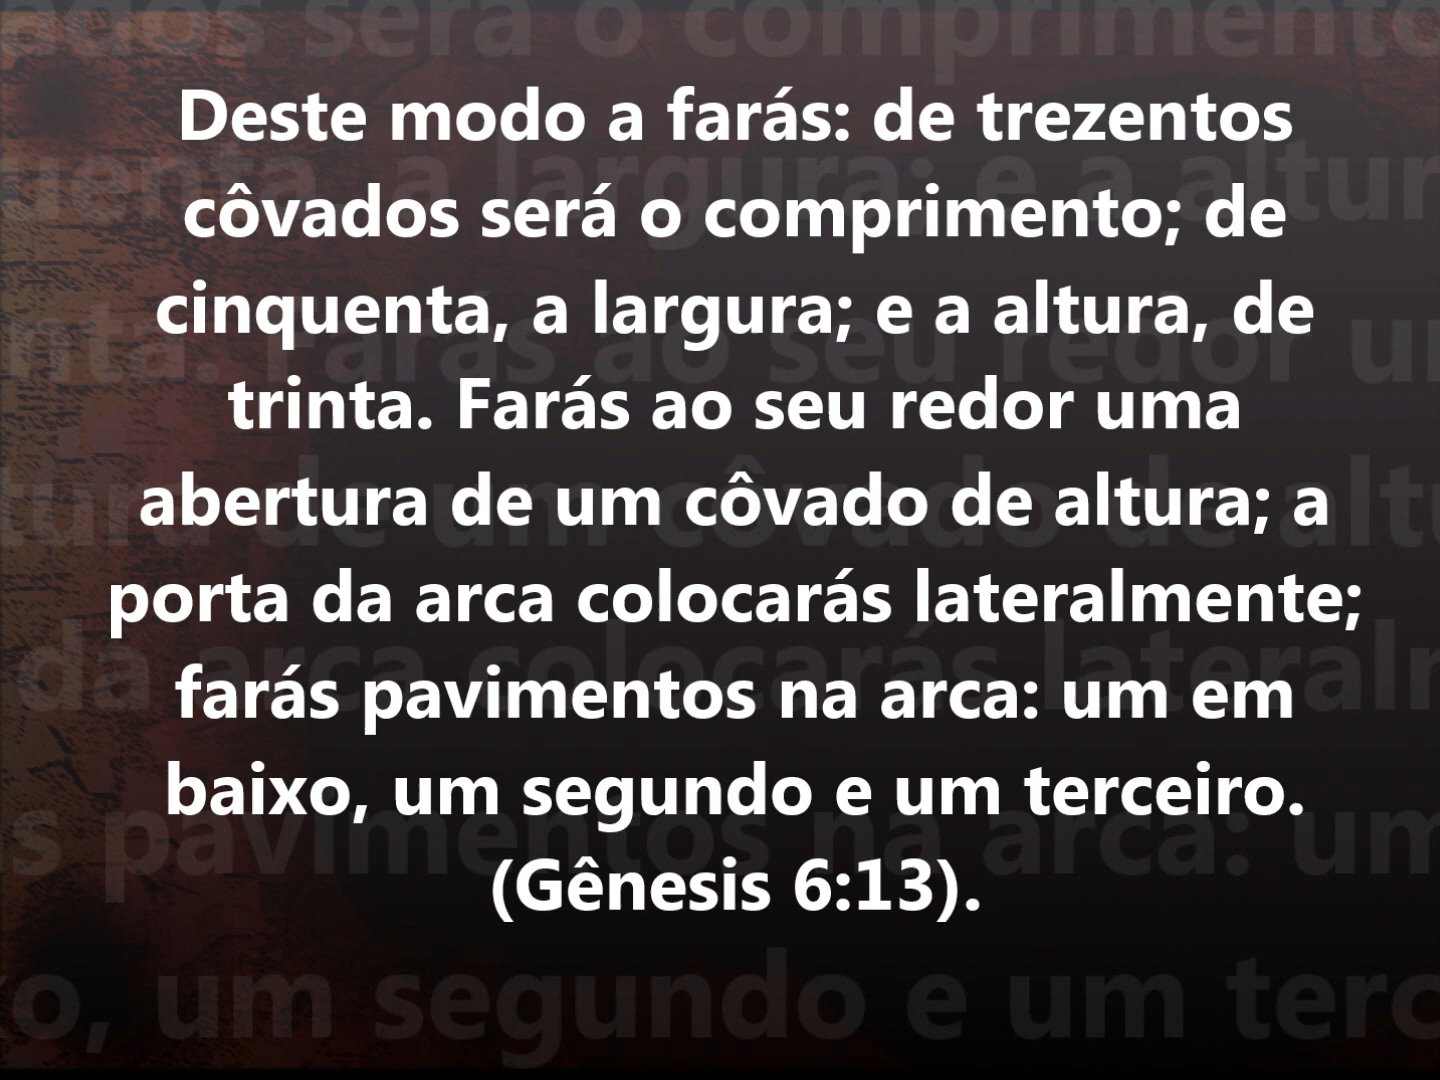 Deste modo a farás: de trezentos
côvados será o comprimento; de
cinquenta, a largura; e a altura, de
trinta. Farás ao seu redor uma
abertura de um côvado de altura; a
porta da arca colocarás lateralmente;
farás pavimentos na arca: um em
baixo, um segundo e um terceiro.
(Gênesis 6:13).